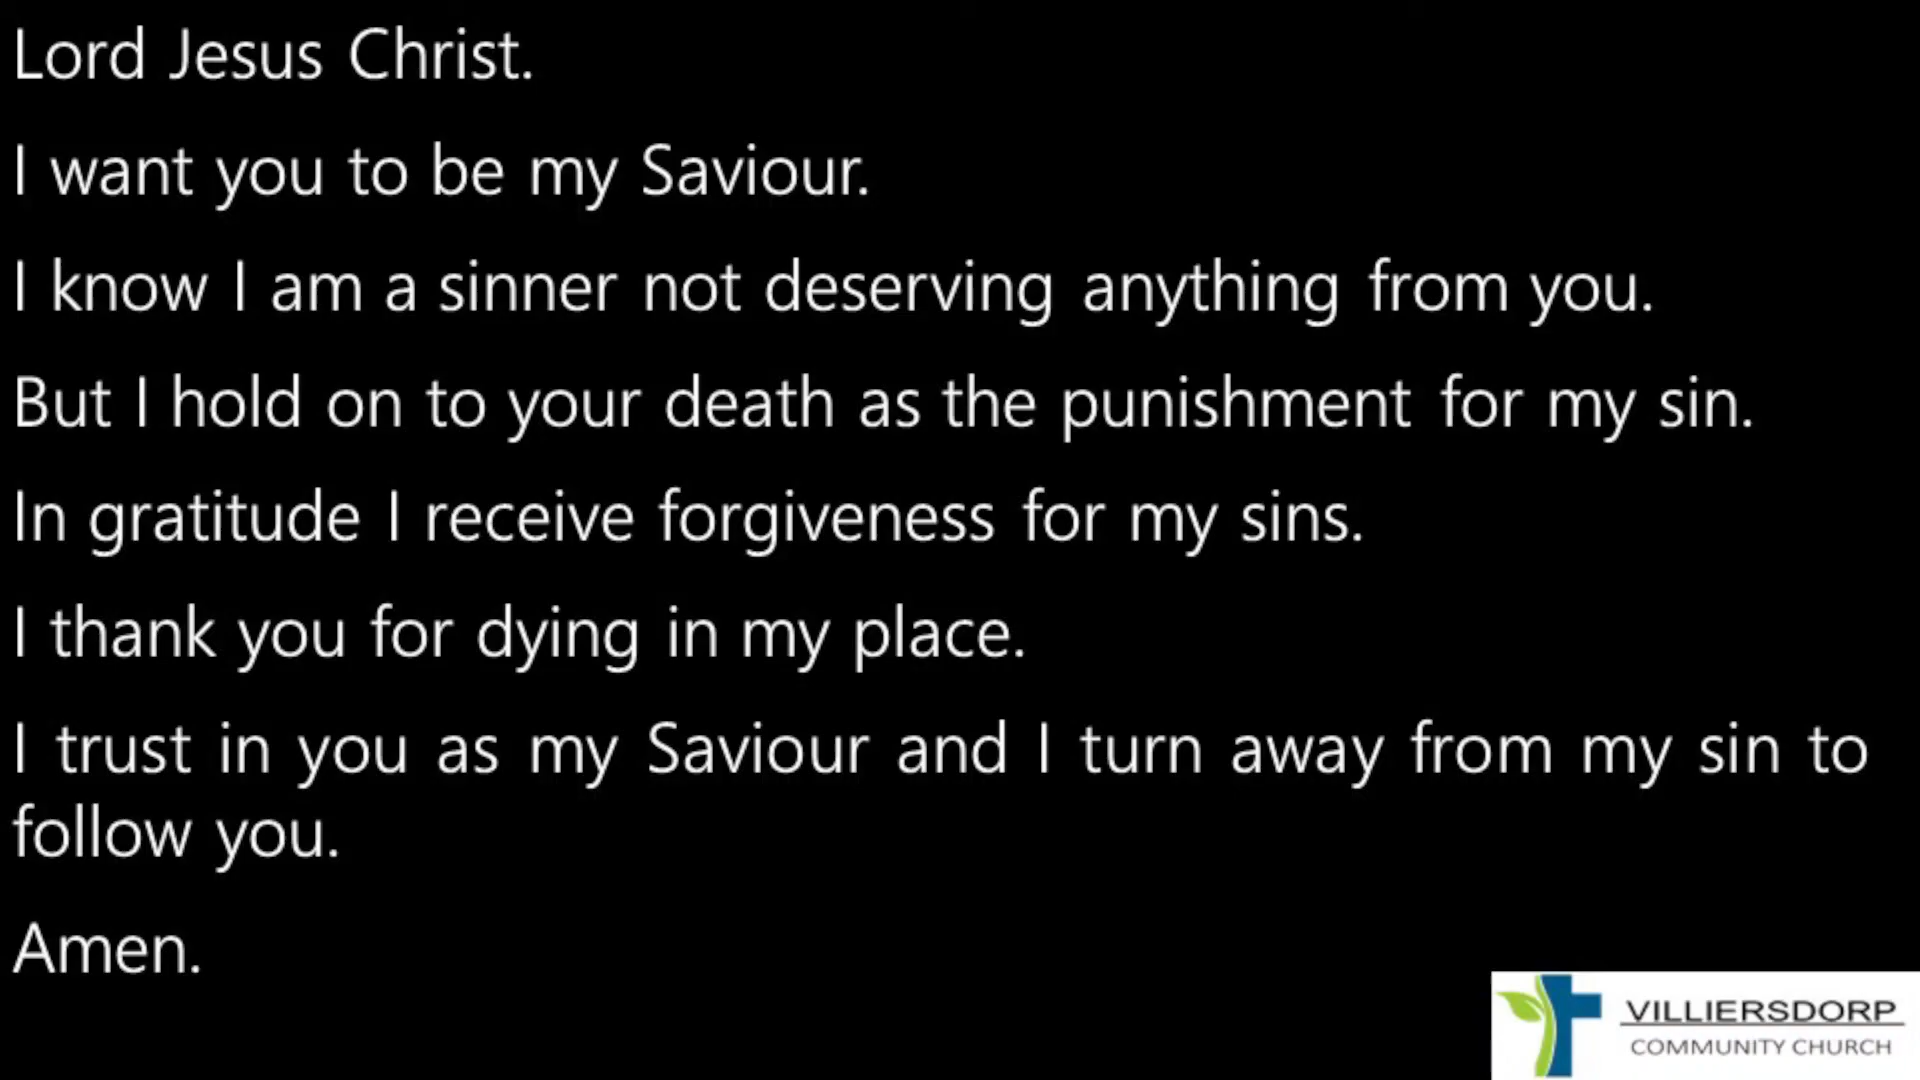 Lord Jesus Christ.
I want you to be my Saviour.
I know I am a sinner not deserving anything from you.
But I hold on to your death as the punishment for my sin.
In gratitude I receive forgiveness for my sins.
I thank you for dying in my place.
I trust in you as my Saviour and I turn away from my sin to
follow you.
Amen.
VILLIERSDORP
COMMUNITY CHURCH